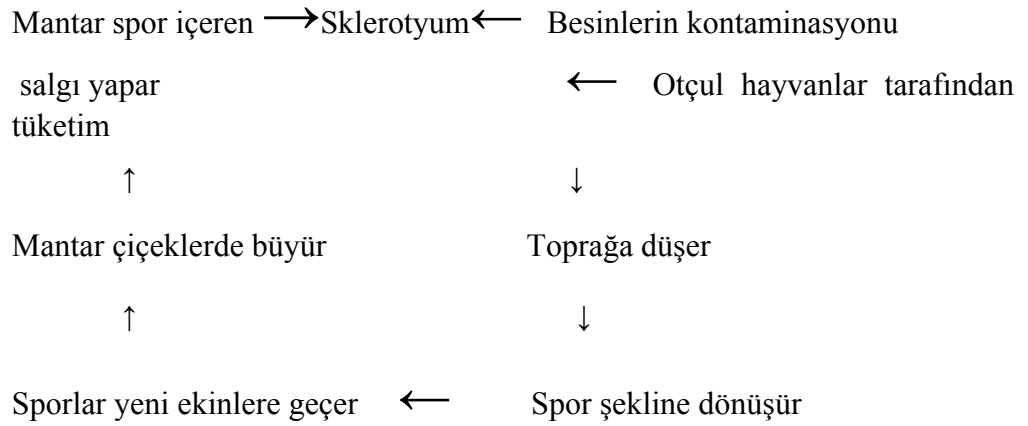 Mantar spor içeren ⟶Sklerotyum⟵ Besinlerin kontaminasyonu
salgı yapar ⟵ Otçul hayvanlar tarafından
tüketim
↑ ↓
Mantar çiçeklerde büyür Toprağa düşer
↑ ↓
Sporlar yeni ekinlere geçer ⟵ Spor şekline dönüşür